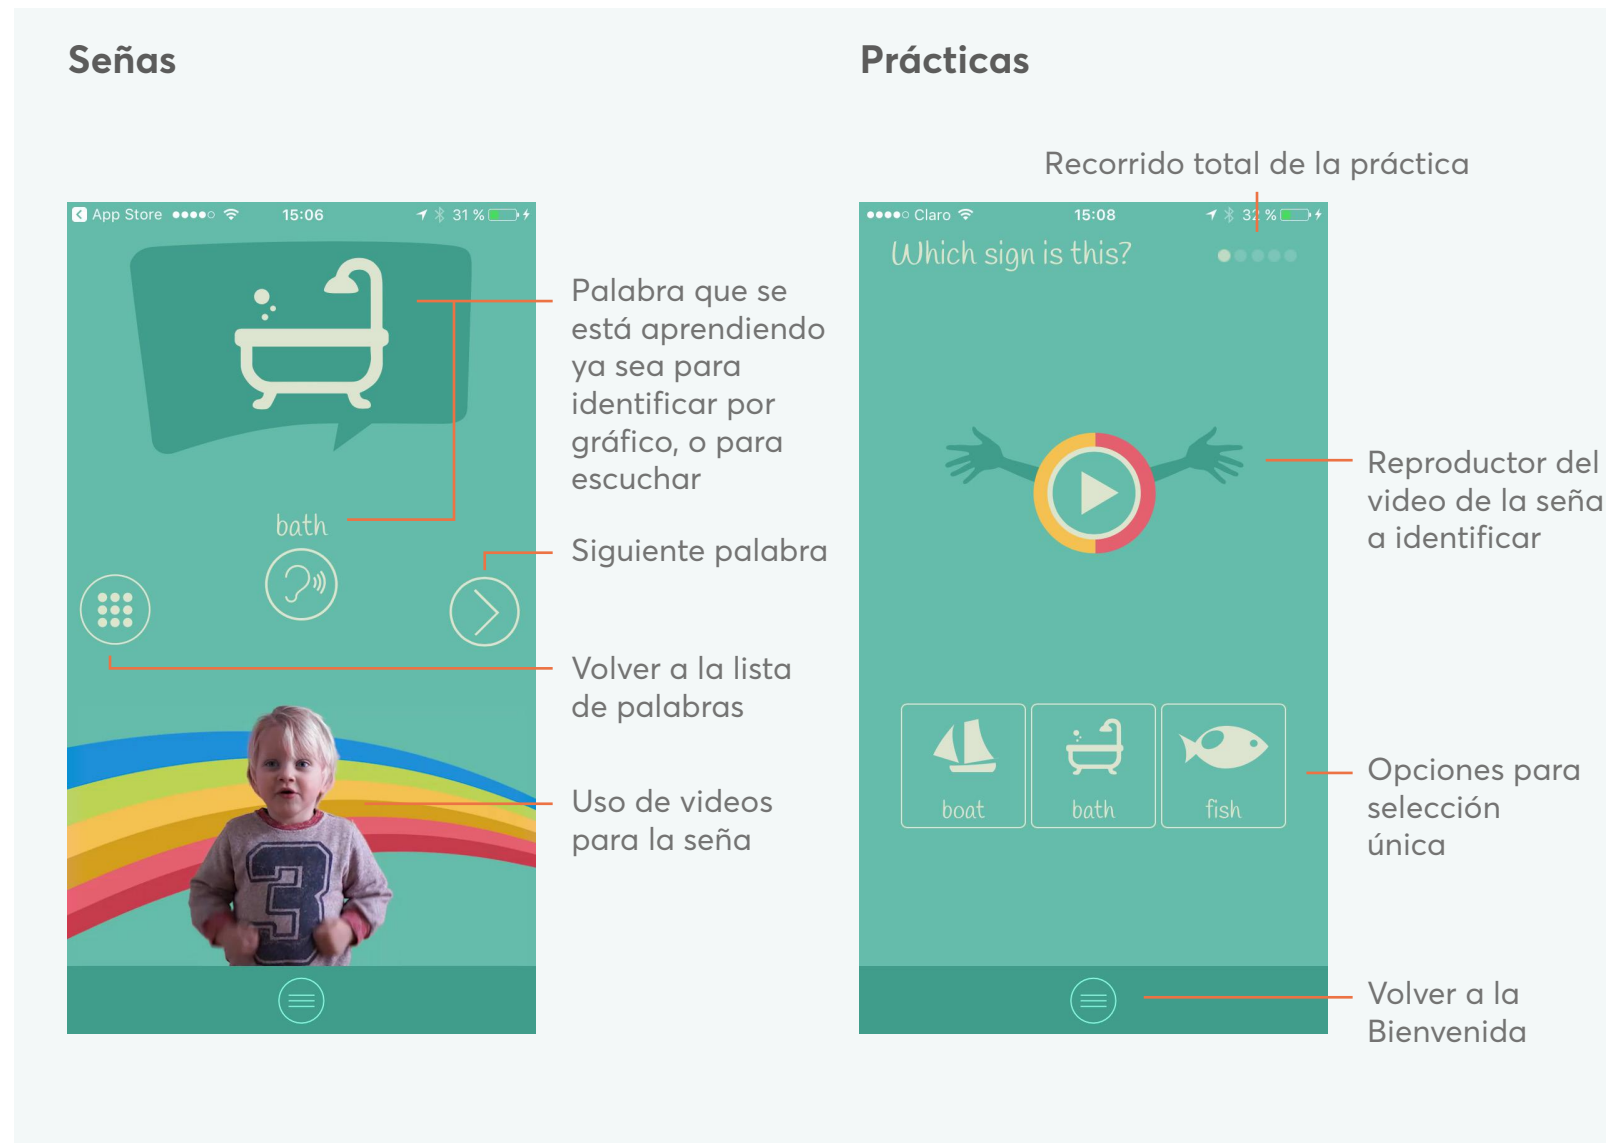 Señas
App Store 15:06 31 %
bath
3
Palabra que se
está aprendiendo
ya sea para
identificar por
gráfico, o para
escuchar
Siguiente palabra
Volver a la lista
de palabras
Uso de videos
para la seña
Prácticas
Recorrido total de la práctica
Claro 15:08 32 %
Which sign is this?
boat bath fish
Reproductor del
video de la seña
a identificar
Opciones para
selección
única
Volver a la
Bienvenida